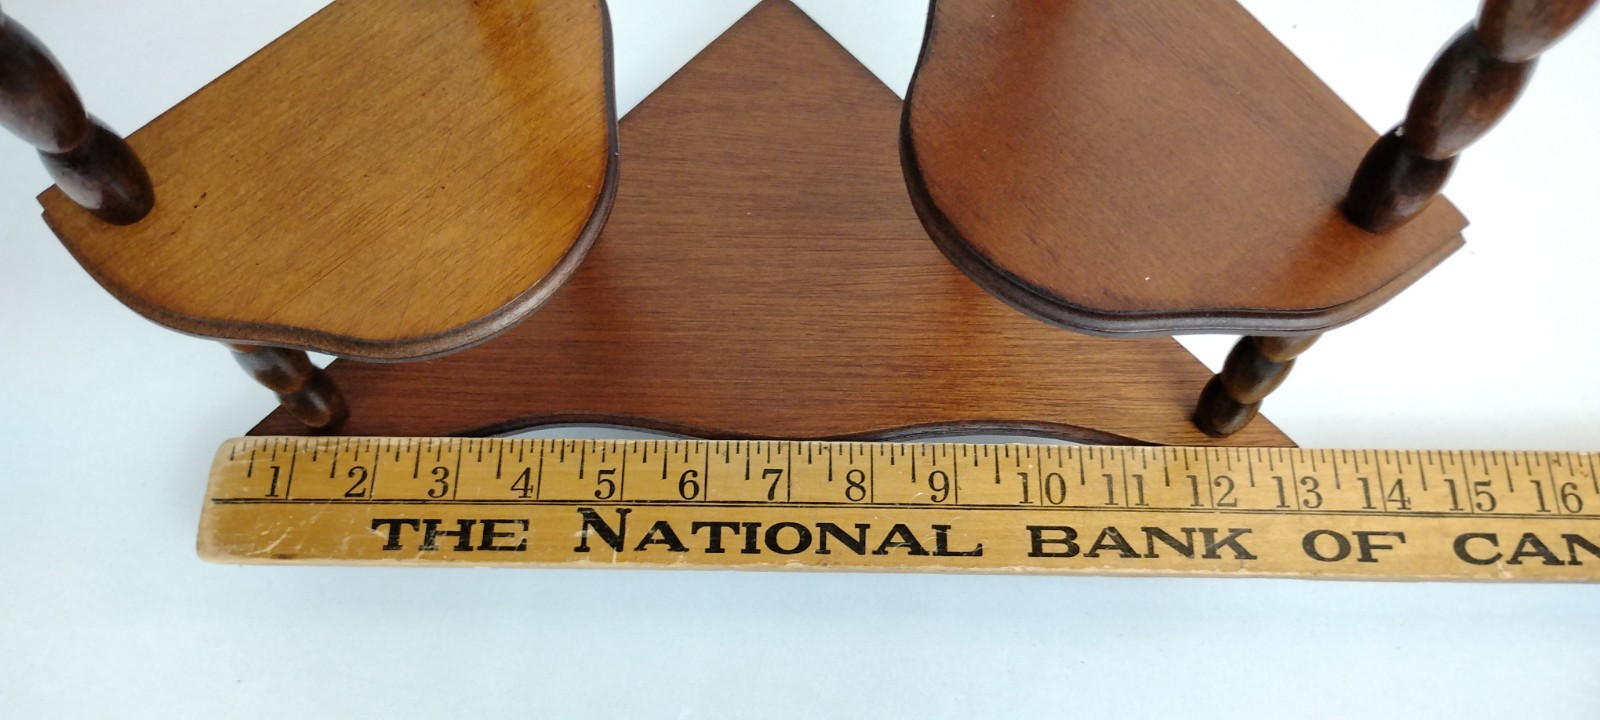 1 2 3 4 5 6 7 8 9 10 11 12 13 14 15 16
THE NATIONAL BANK OF CAN